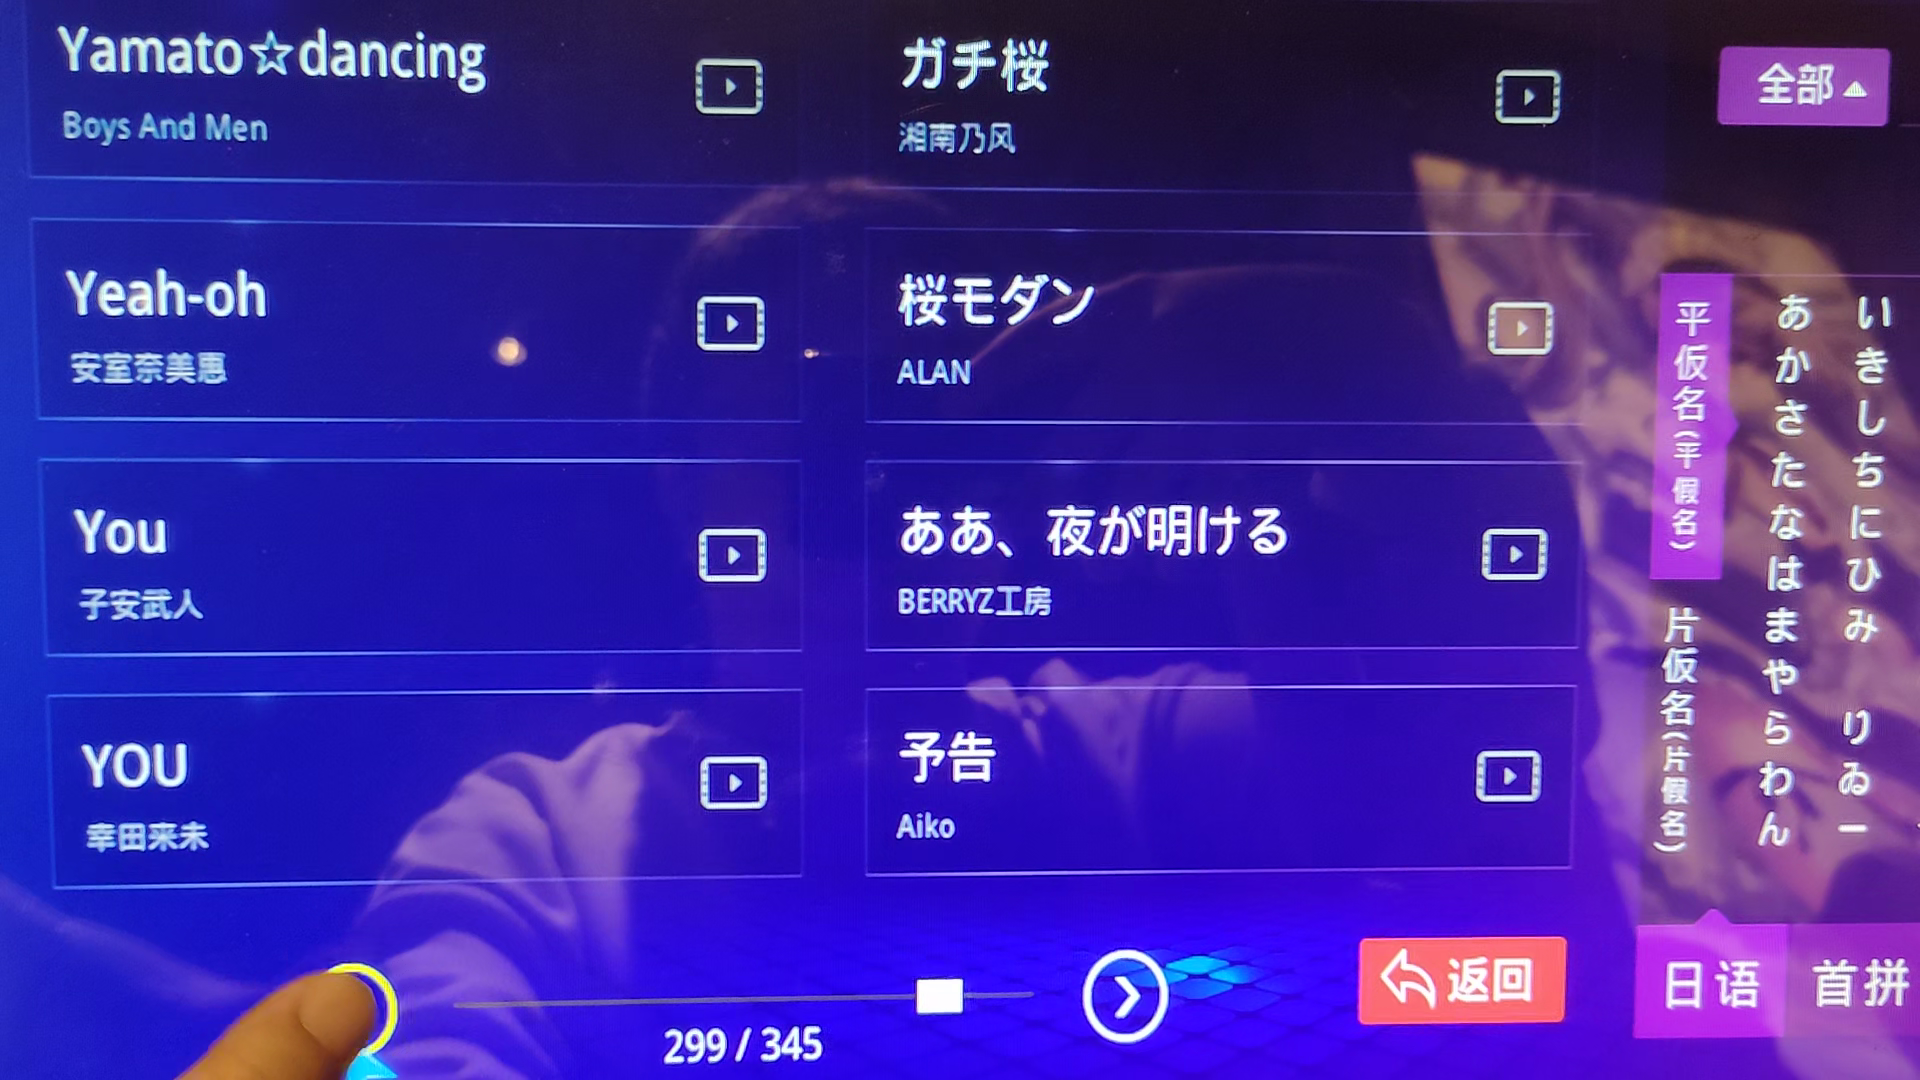 Yamato☆dancing
Boys And Men
ガチ桜
湘南乃风
Yeah-oh
安室奈美恵
桜モダン
ALAN
You
子安武人
ああ、夜が明ける
BERRYZ工房
YOU
幸田来未
予告
Aiko
299 / 345
返回
全部
平仮名(平假名)
片仮名(片假名)
あかさたなはまやらわん
いきしちにひみ りゐー
日语
首拼